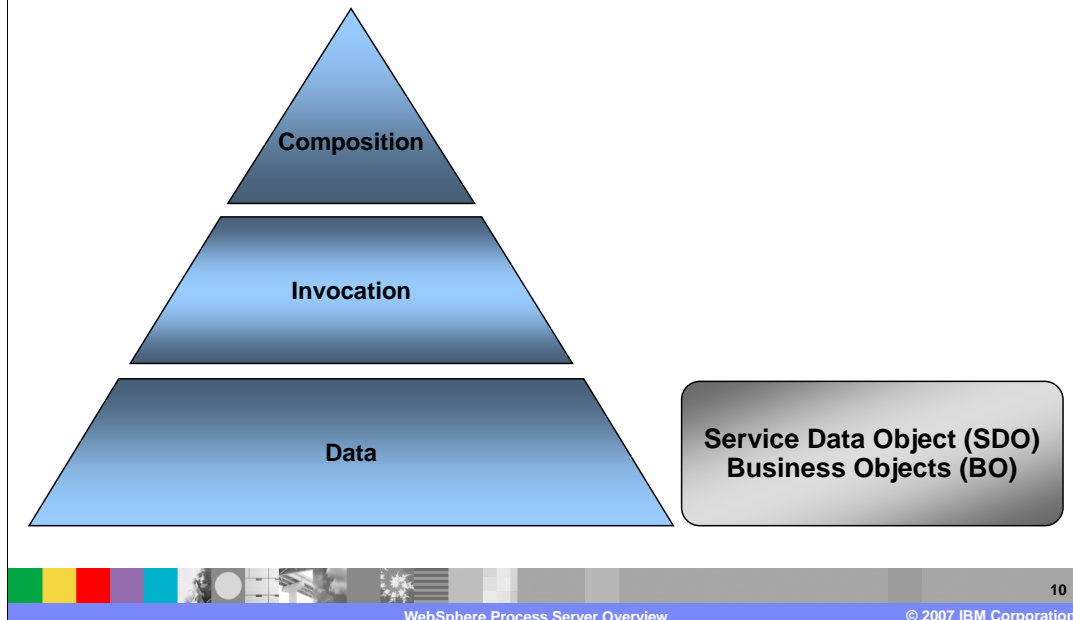 Composition
Invocation
Data
Service Data Object (SDO)
Business Objects (BO)
10
WebSphere Process Server Overview
© 2007 IBM Corporation